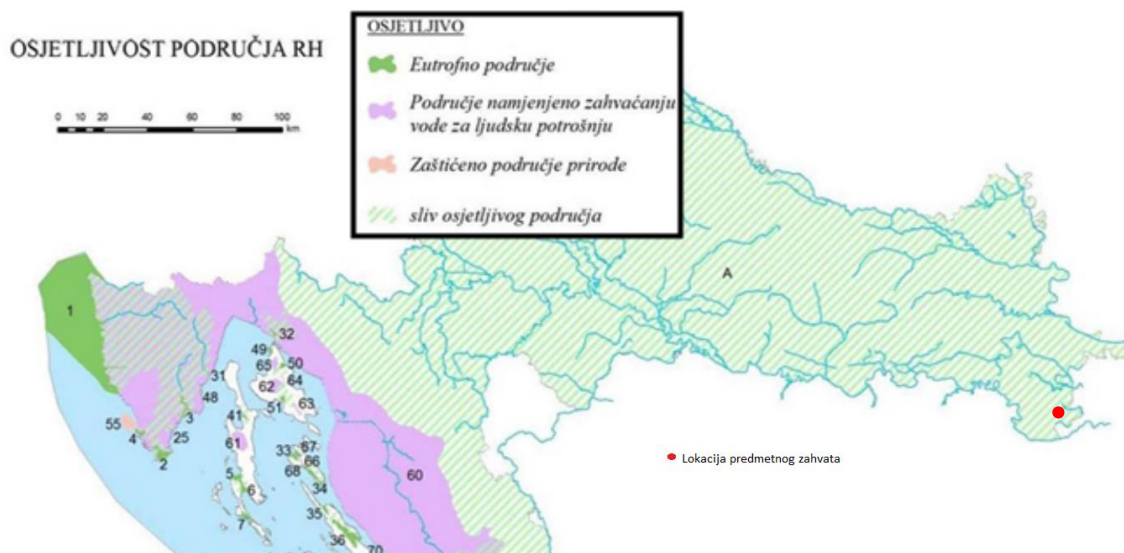 OSJETLJIVOST PODRUČJA RH
0 10 20 40 60 80 100
km
OSJETLJIVO
Eutrofno područje
Područje namjenjeno zahvaćanju
vode za ljudsku potrošnju
Zaštićeno područje prirode
sliv osjetljivog područja
A
1
32
49
65
50
31
62
64
48
51
63
41
3
55
4
25
61
2
67
33
66
60
68
5
34
6
7
35
36
70
Lokacija predmetnog zahvata